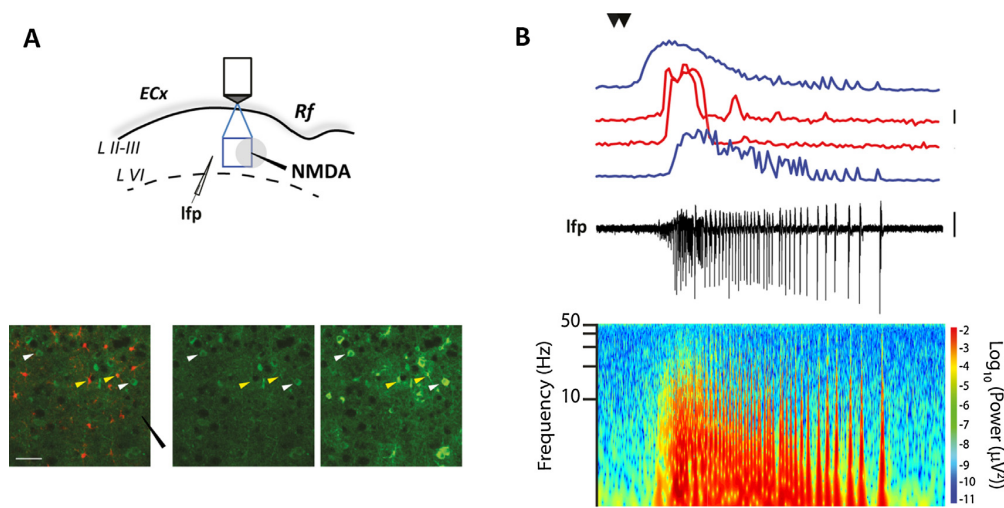 A
ECx
Rf
L II-III
L VI
NMDA
lfp
B
lfp
50
10
Frequency (Hz)
-2
-3
-4
-5
-6
-7
-8
-9
-10
-11
Log10 (Power (µV²))